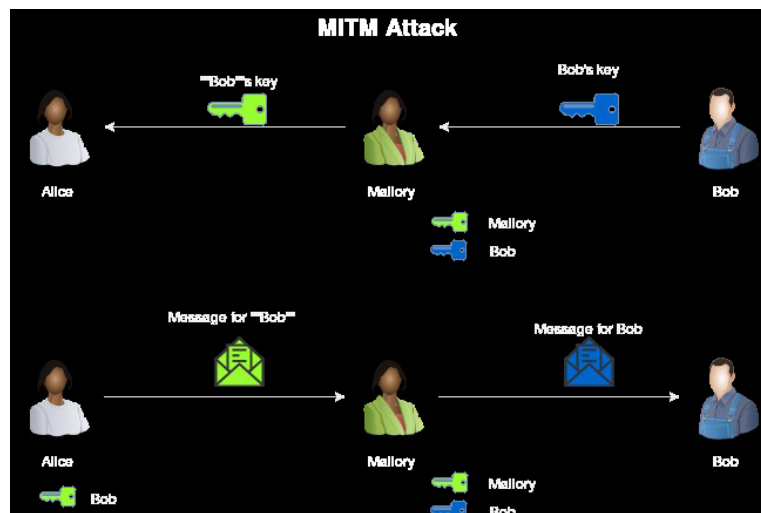 MITM Attack
""Bob""s key
Bob's key
Alice
Mallory
Bob
Mallory
Bob
Message for ""Bob""
Message for Bob
Alice
Mallory
Bob
Bob
Mallory
Bob